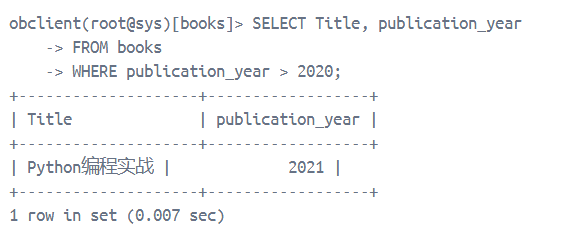 obclient(root@sys)[books]> SELECT Title, publication_year
    -> FROM books
    -> WHERE publication_year > 2020;
+-------------------+------------------+
| Title             | publication_year |
+-------------------+------------------+
| Python编程实战 |             2021 |
+-------------------+------------------+
1 row in set (0.007 sec)